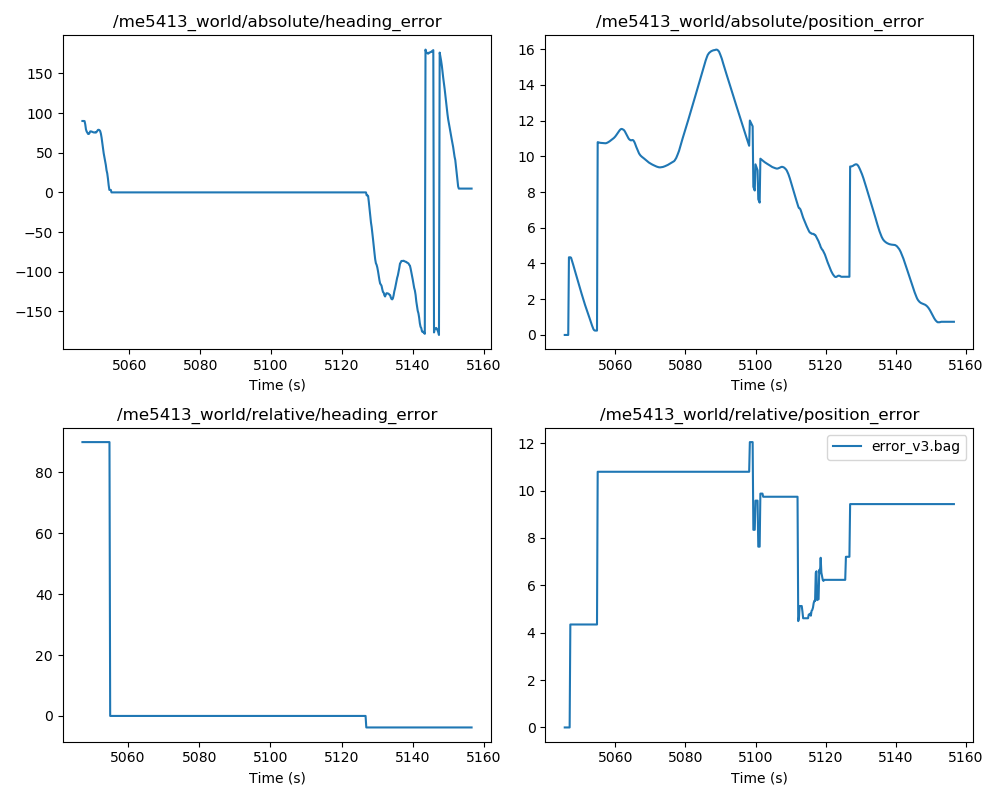 /me5413_world/absolute/heading_error
150
100
50
0
−50
−100
−150
5060 5080 5100 5120 5140 5160
Time (s)
/me5413_world/absolute/position_error
16
14
12
10
8
6
4
2
0
5060 5080 5100 5120 5140 5160
Time (s)
/me5413_world/relative/heading_error
80
60
40
20
0
5060 5080 5100 5120 5140 5160
Time (s)
/me5413_world/relative/position_error
error_v3.bag
12
10
8
6
4
2
0
5060 5080 5100 5120 5140 5160
Time (s)